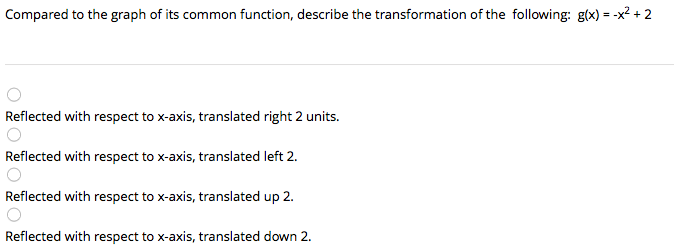 Compared to the graph of its common function, describe the transformation of the following: g(x) = -x² + 2
Reflected with respect to x-axis, translated right 2 units.
Reflected with respect to x-axis, translated left 2.
Reflected with respect to x-axis, translated up 2.
Reflected with respect to x-axis, translated down 2.